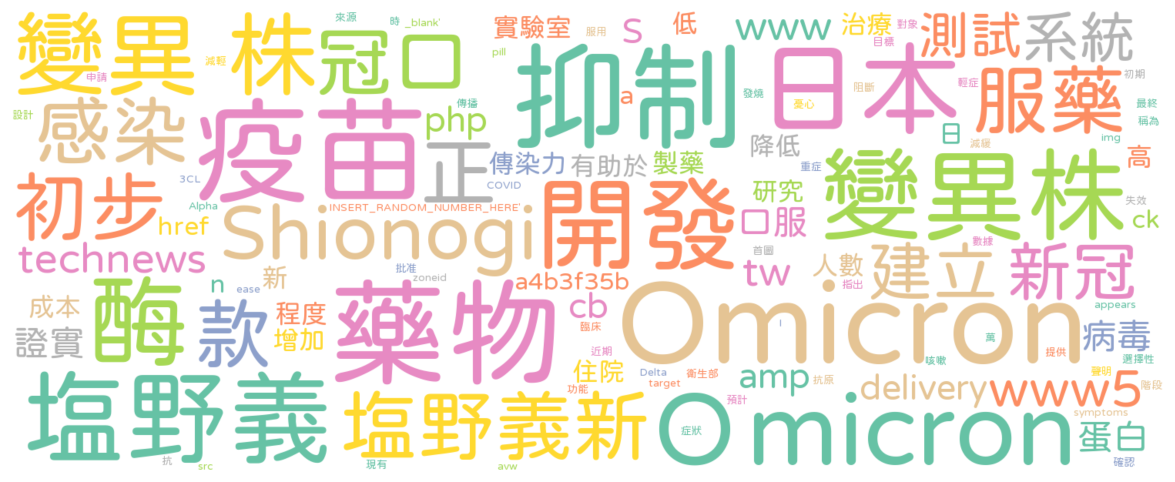 變異 株 冠口 來源 時 _blank' 減輕 申請
實驗室 服用 S 低 www 治療 對象 測試 系統
pill 抑制 a 日本 目標 阻斷 輕症 服藥 初期
設計 感染 疫苗 php 傳播 發燒 憂心 最終 稱為
正 傳染力 有助於 製藥 降低 日 減緩 img 高
3CL COVID 重症 變異株
初步 Alpha INSERT_RANDOM_NUMBER_HERE' 開發 研究 口服 失效
href Shionogi ck
technews 批准 zoneid 首圖 tw 數據 人數 建立 新冠
新 n ease a4b3f35b 指出 appears
成本 酶 款 程度 藥物 cb Omicron 病毒
證實 增加 臨床 I 萬
近期 提供 選擇性
塩野義 住院 Delta 衞生部 咳嗽 聲明
功能 target amp 抗原 delivery www5 階段
塩野義新 預計 Omicron symptoms
症狀 蛋白
抗 src 現有 avw 確認